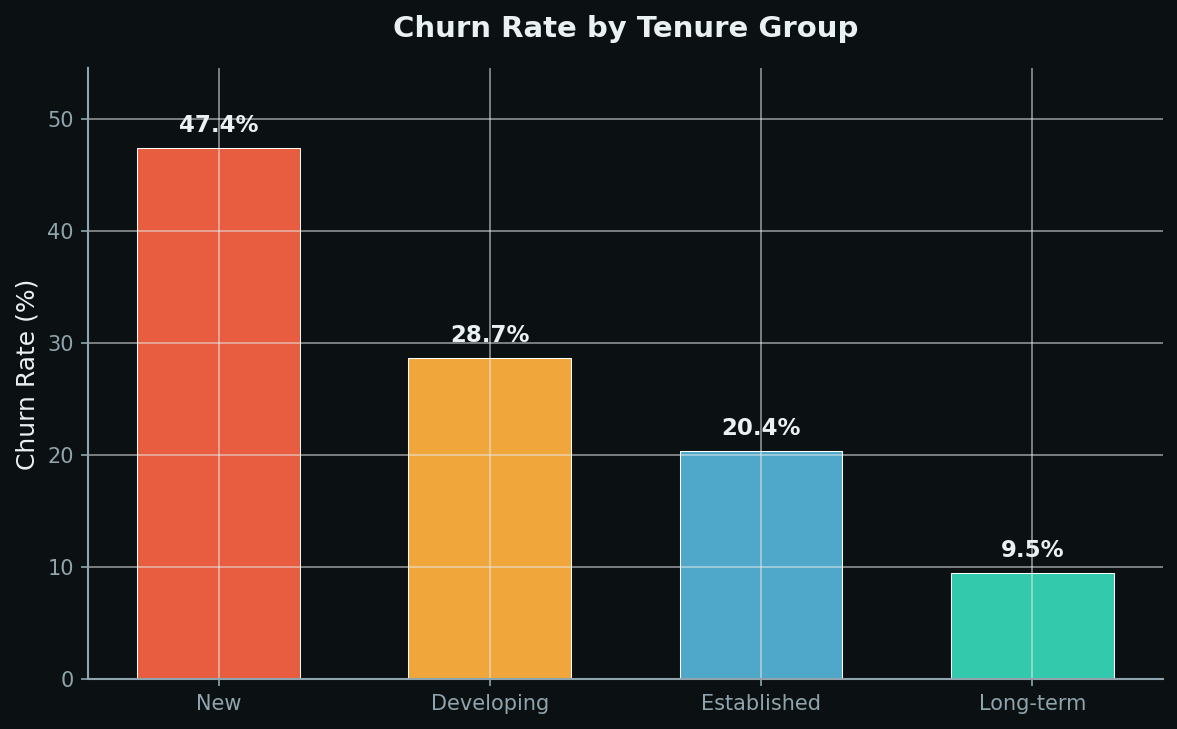 Churn Rate by Tenure Group
Churn Rate (%)
50
40
30
20
10
0
47.4%
28.7%
20.4%
9.5%
New
Developing
Established
Long-term